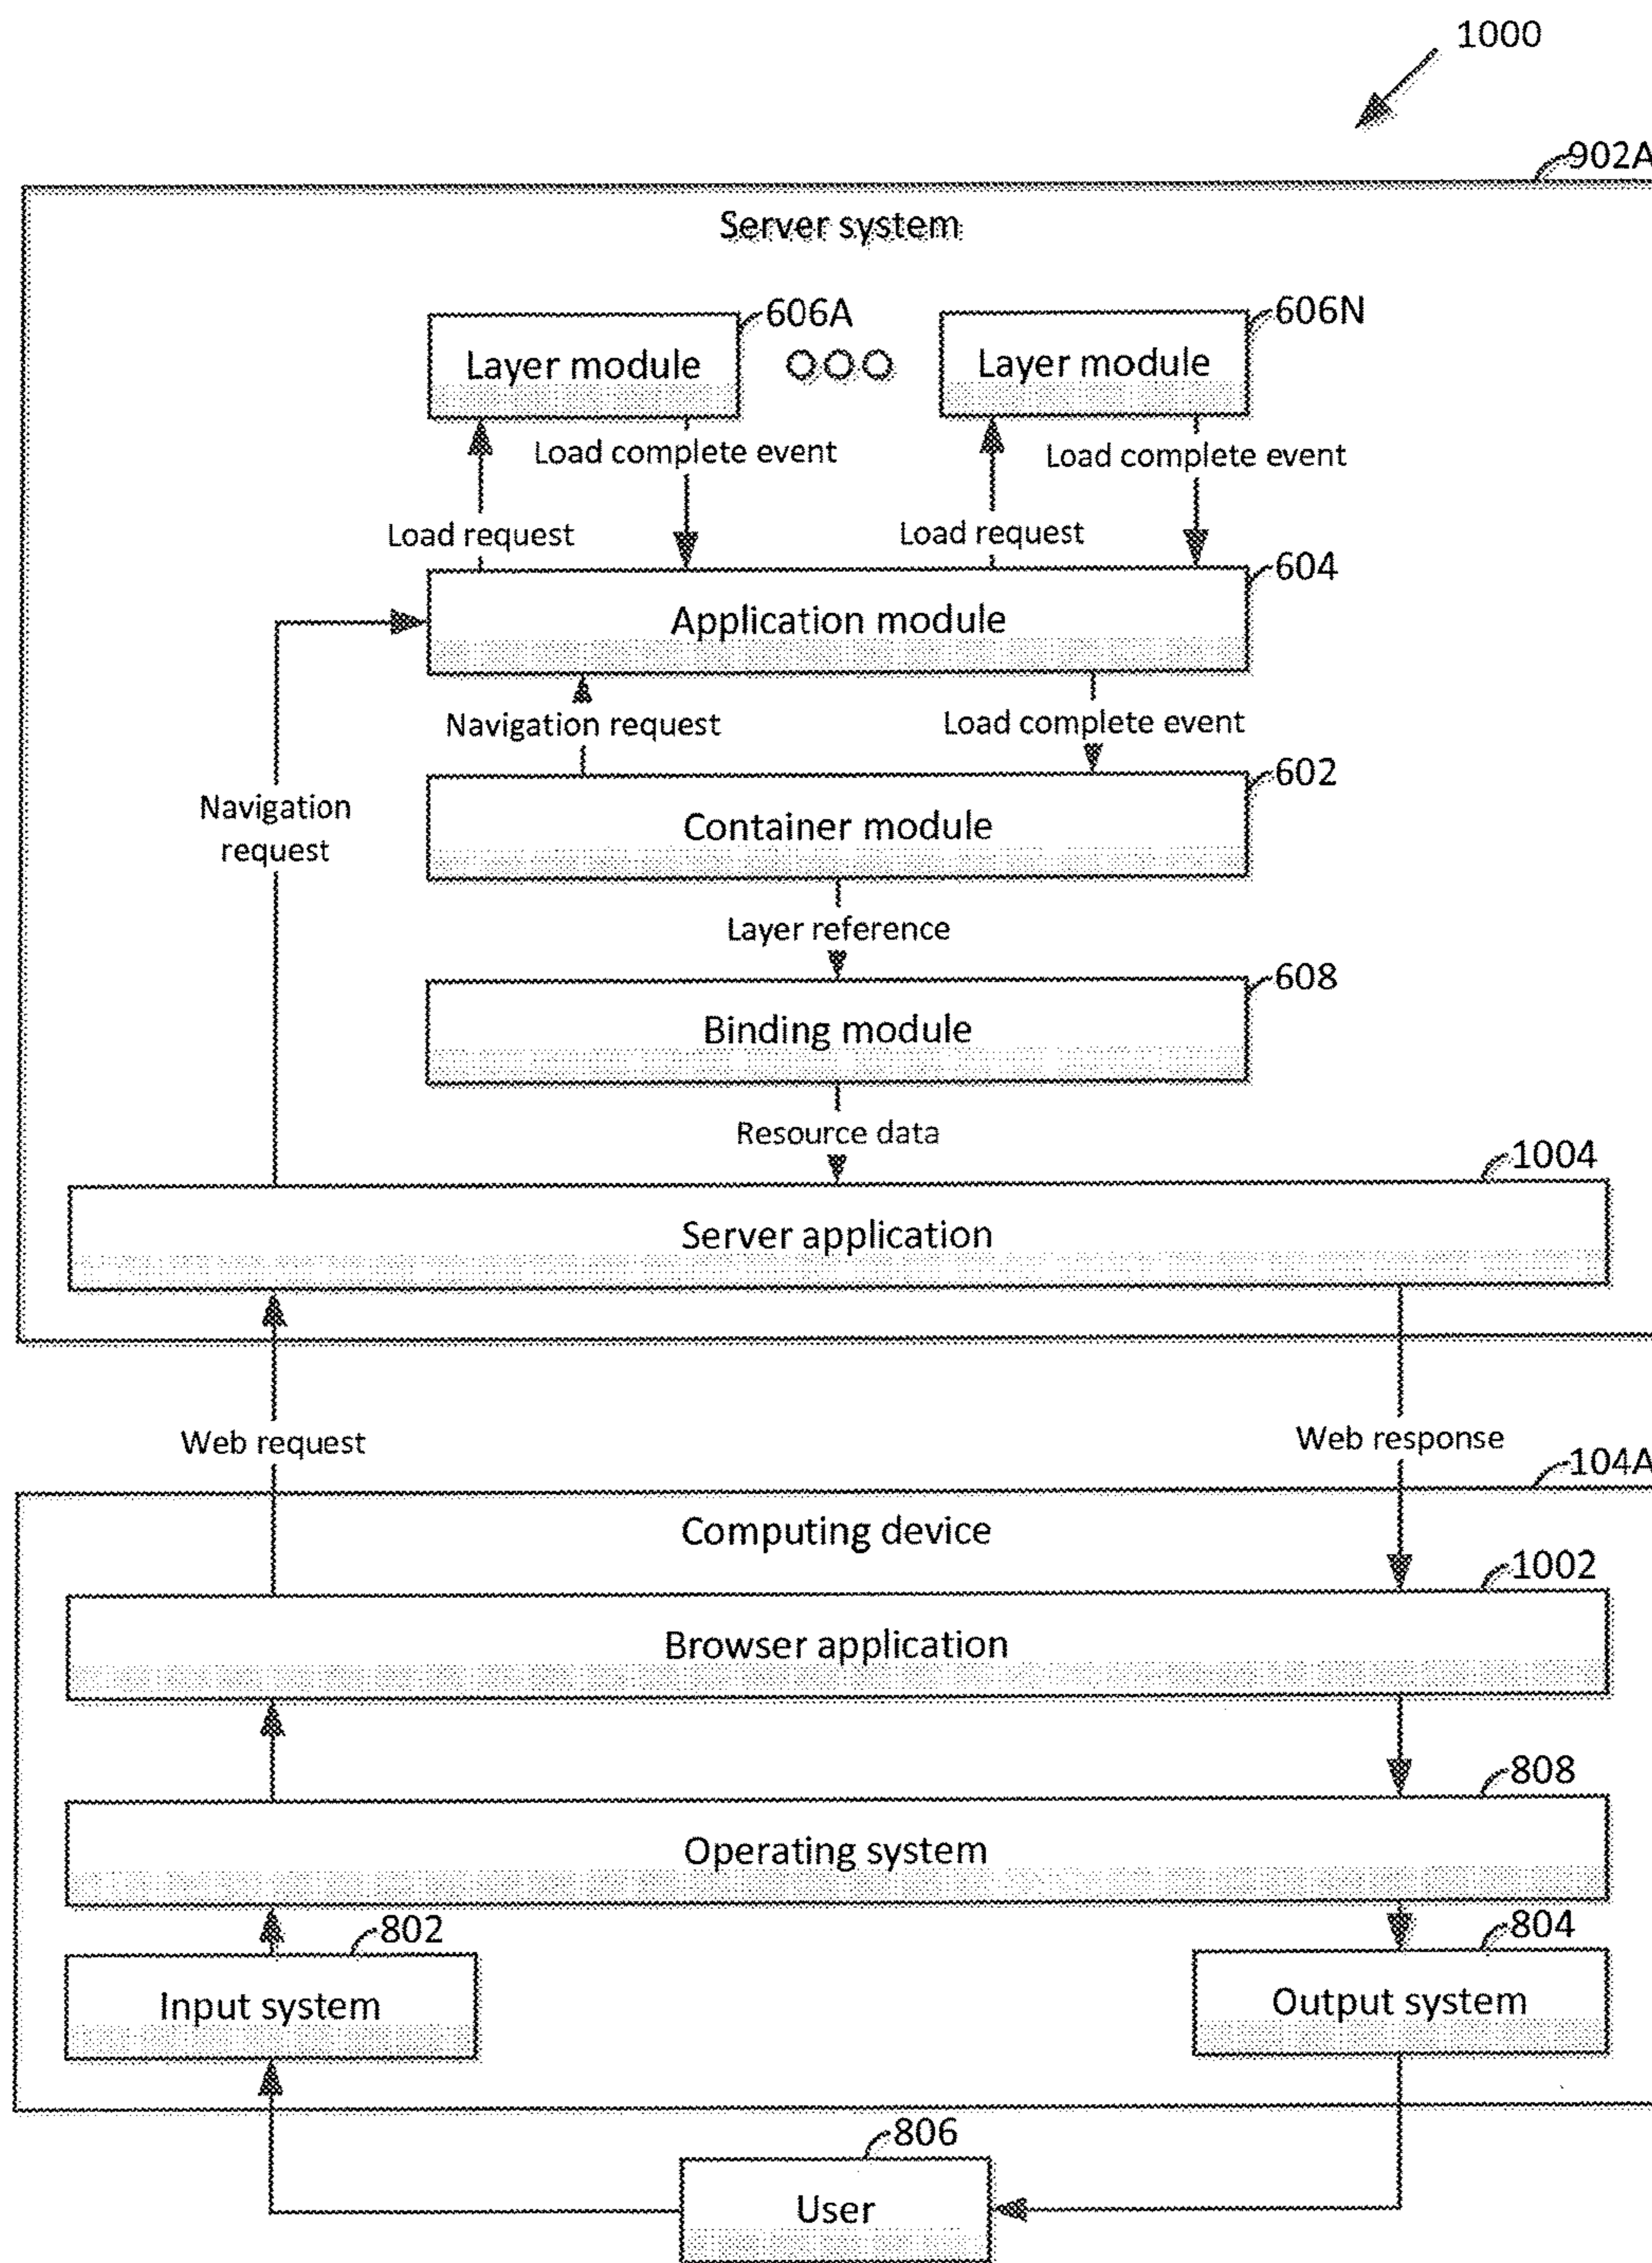 1000
902A
Server system
606A
606N
Layer module
Layer module
Load complete event
Load complete event
Load request
Load request
604
Application module
Navigation request
Load complete event
602
Navigation
request
Container module
Layer reference
608
Binding module
Resource data
1004
Server application
Web request
Web response
104A
Computing device
1002
Browser application
808
Operating system
802
804
Input system
Output system
806
User